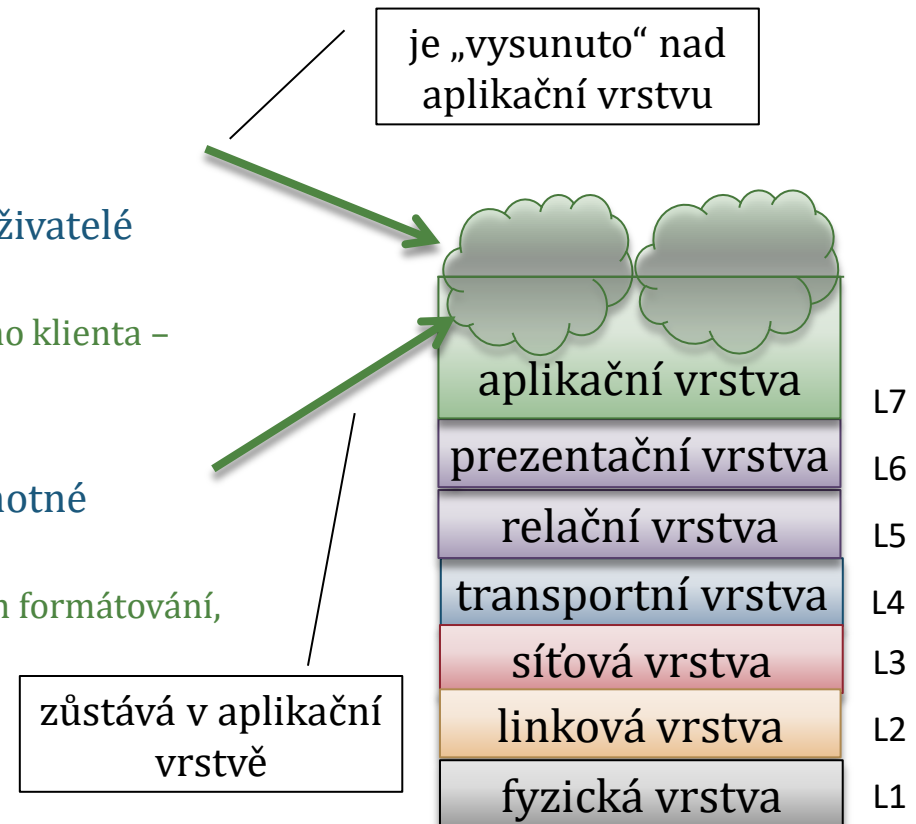 je „vysunuto“ nad
aplikační vrstvu
živatelé
klienta –
aplikační vrstva
L7
prezentační vrstva
L6
motné
relační vrstva
L5
formátování,
transportní vrstva
L4
síťová vrstva
L3
zůstává v aplikační
vrstvě
linková vrstva
L2
fyzická vrstva
L1